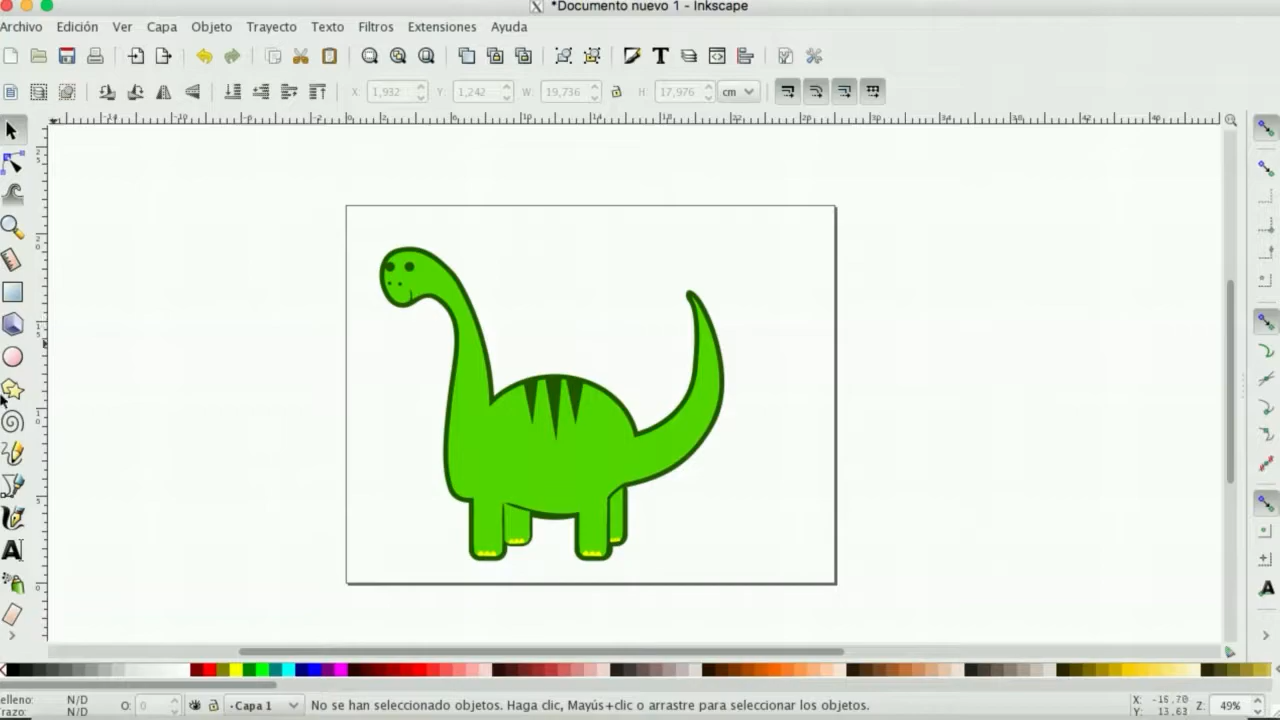 *Documento nuevo 1 - Inkscape
Archivo Edición Ver Capa Objeto Trayecto Texto Filtros Extensiones Ayuda
X: 1,932 Y: 1,242 W: 19,736 H: 17,976 cm
elleno: N/D O: 0 ·Capa 1 No se han seleccionado objetos. Haga clic, Mayús+clic o arrastre para seleccionar los objetos. X: -15,70 Z: 49%
razo: N/D Y: 13,63